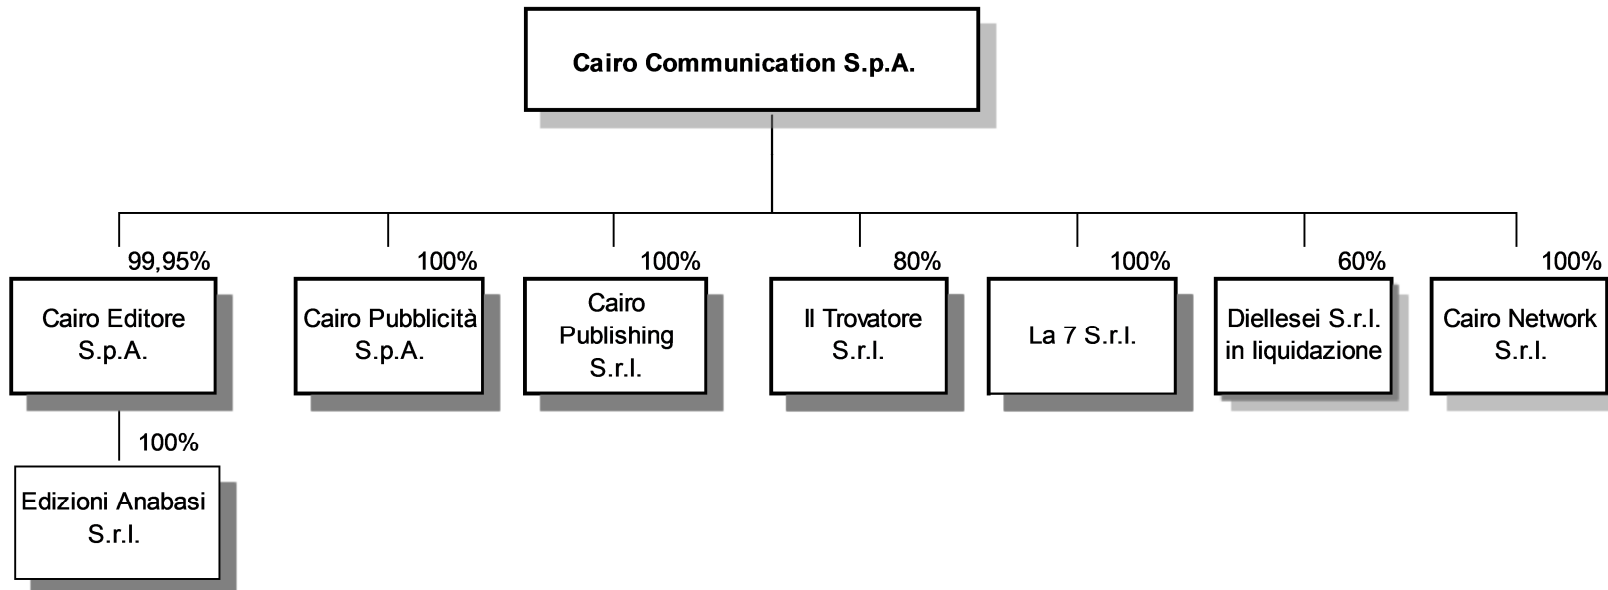 Cairo Communication S.p.A.
99,95%
100%
100%
80%
100%
60%
100%
Cairo Editore
S.p.A.
Cairo Pubblicità
S.p.A.
Cairo
Publishing
S.r.l.
Il Trovatore
S.r.l.
La 7 S.r.l.
Diellesei S.r.l.
in liquidazione
Cairo Network
S.r.l.
100%
Edizioni Anabasi
S.r.l.